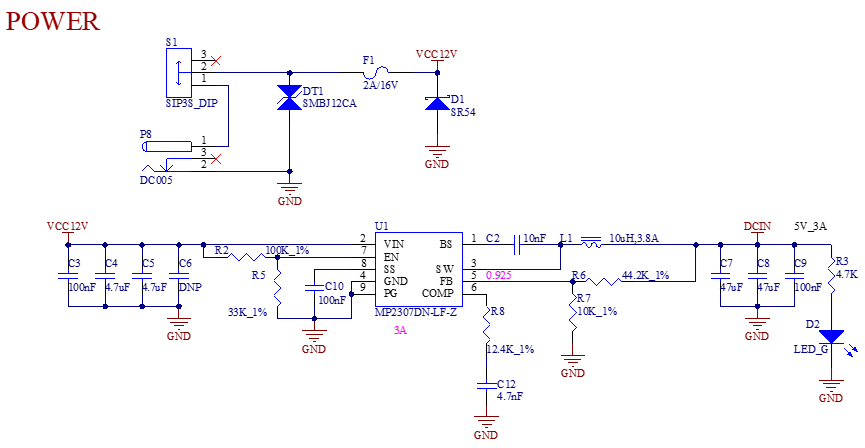 POWER
S1
3
2
1
SIP3S_DIP
F1
2A/16V
VCC12V
DT1
SMBJ12CA
D1
SR54
GND
P8
1
3
2
DC005
GND
VCC12V
C3
100nF
C4
4.7uF
C5
4.7uF
C6
DNP
GND
R2
100K_1%
R5
33K_1%
C10
100nF
GND
U1
2 VIN BS 1
7 EN
8 SS SW 3
4 GND FB 5
9 PG COMP 6
MP2307DN-LF-Z
3A
C2
10nF
L1
10uH,3.8A
0.925
R6
44.2K_1%
R7
10K_1%
GND
R8
12.4K_1%
C12
4.7nF
GND
DCIN
5V_3A
C7
47uF
C8
47uF
C9
100nF
GND
R3
4.7K
D2
LED_G
GND